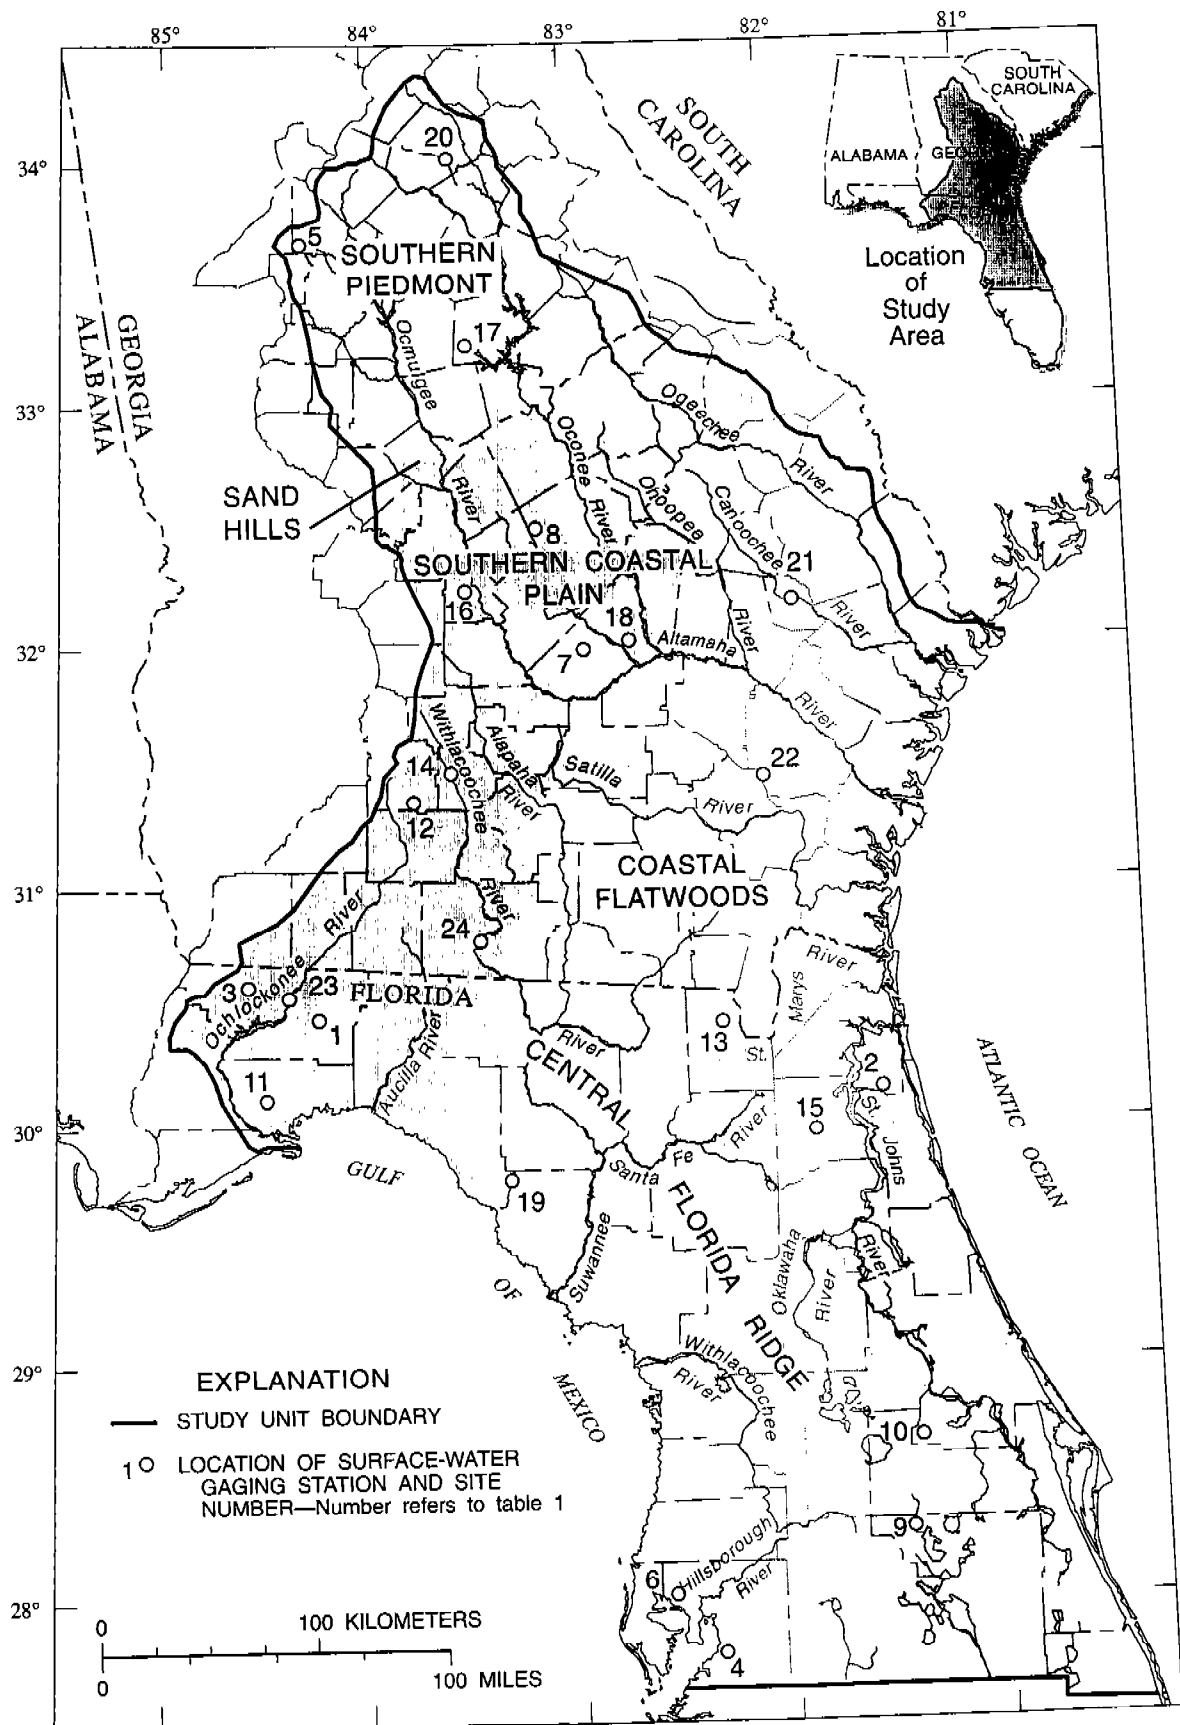 85°
84°
83°
82°
81°
34°
33°
32°
31°
30°
29°
28°
SOUTH
CAROLINA
SOUTH
CAROLINA
ALABAMA
GEOR
Location
of
Study
Area
GEORGIA
ALABAMA
20
5
SOUTHERN
PIEDMONT
17
Ocmulgee
River
Oconee
River
Ogeechee
River
Ohoopee
River
Canoochee
River
SAND
HILLS
8
SOUTHERN COASTAL
PLAIN
16
18
7
21
Altamaha
River
Withlacoochee
River
Alapaha
River
Satilla
River
14
12
22
COASTAL
FLATWOODS
24
Ochlockonee
River
3
23
FLORIDA
1
11
Aucilla River
River
13
St.
Marys
River
2
15
St.
Johns
River
CENTRAL
FLORIDA
RIDGE
Santa Fe
River
19
Suwannee
Oklawaha
River
Withlacoochee
River
10
9
Hillsborough
River
6
4
GULF
OF
MEXICO
ATLANTIC OCEAN
EXPLANATION
STUDY UNIT BOUNDARY
1 LOCATION OF SURFACE-WATER
GAGING STATION AND SITE
NUMBER—Number refers to table 1
0 100 KILOMETERS
0 100 MILES